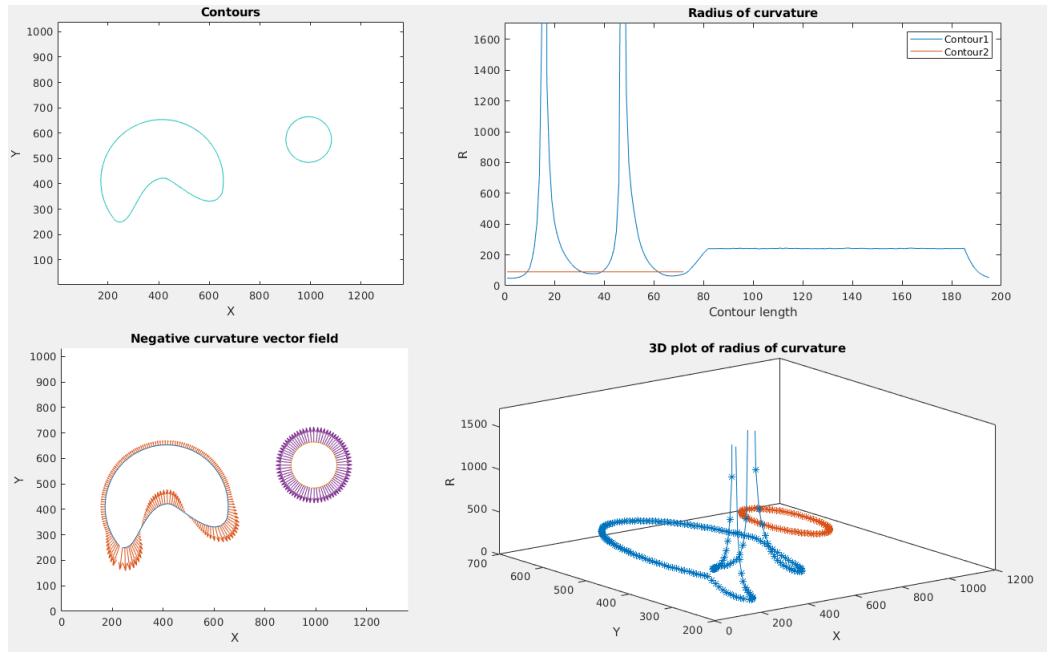 Contours
1000
900
800
700
600
500
400
300
200
100
Y
200 400 600 800 1000 1200
X
Radius of curvature
Contour1
Contour2
1600
1400
1200
1000
800
600
400
200
0
R
0 20 40 60 80 100 120 140 160 180 200
Contour length
Negative curvature vector field
1000
900
800
700
600
500
400
300
200
100
0
Y
0 200 400 600 800 1000 1200
X
3D plot of radius of curvature
1500
1000
500
0
R
700
600
500
400
300
200
Y
0
200
400
600
800
1000
1200
X